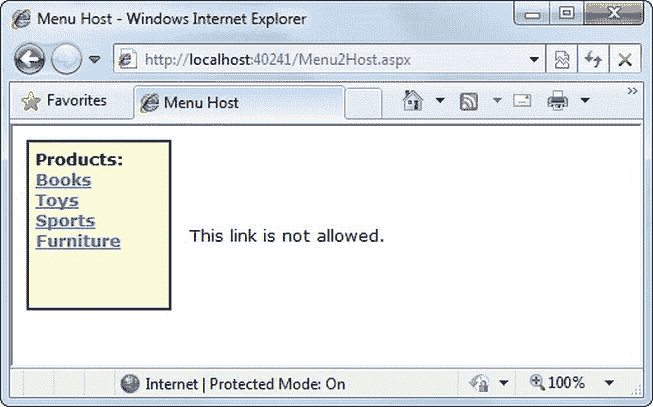 Menu Host - Windows Internet Explorer
http://localhost:40241/Menu2Host.aspx
Favorites
Menu Host
Products:
Books
Toys
Sports
Furniture
This link is not allowed.
Internet | Protected Mode: On
100%